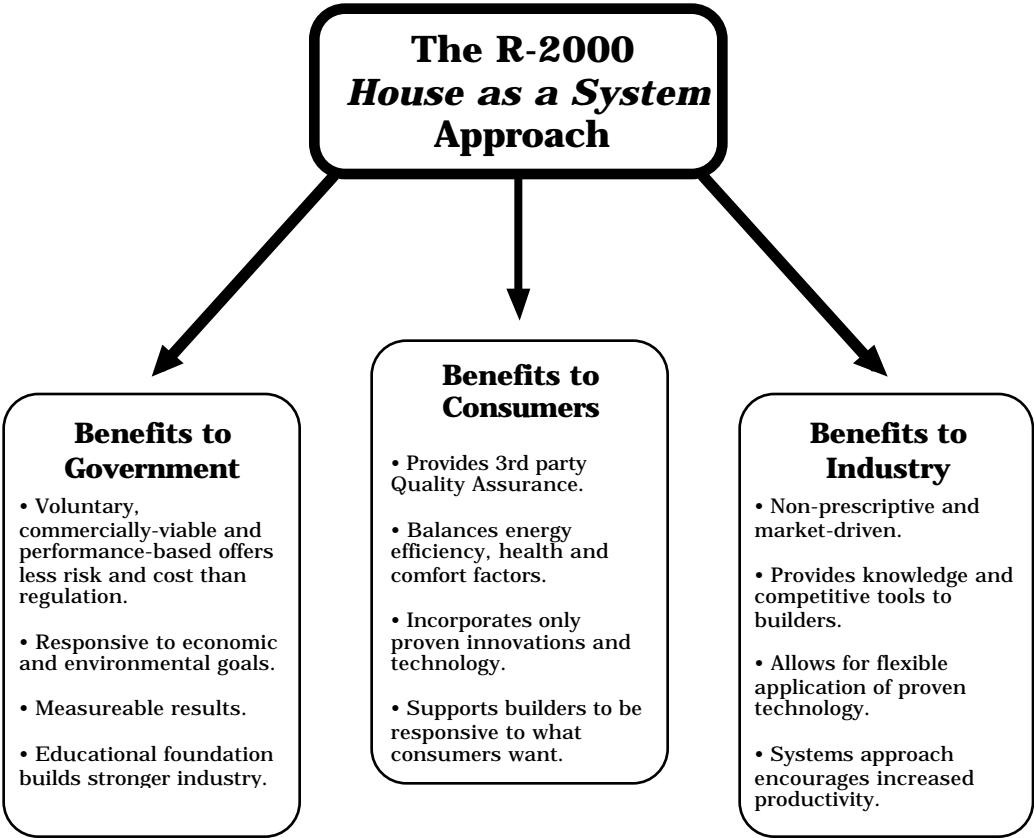 The R-2000
House as a System
Approach
Benefits to
Government
• Voluntary,
commercially-viable and
performance-based offers
less risk and cost than
regulation.
• Responsive to economic
and environmental goals.
• Measureable results.
• Educational foundation
builds stronger industry.
Benefits to
Consumers
• Provides 3rd party
Quality Assurance.
• Balances energy
efficiency, health and
comfort factors.
• Incorporates only
proven innovations and
technology.
• Supports builders to be
responsive to what
consumers want.
Benefits to
Industry
• Non-prescriptive and
market-driven.
• Provides knowledge and
competitive tools to
builders.
• Allows for flexible
application of proven
technology.
• Systems approach
encourages increased
productivity.